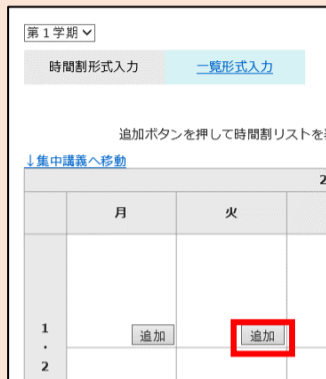 第１学期
時間割形式入力 一覧形式入力
追加ボタンを押して時間割リストを
↓集中講義へ移動
2
月 火
1
・
2
追加 追加